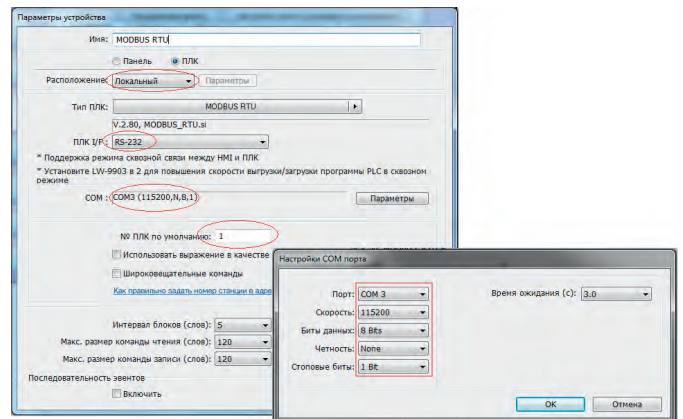 Параметры устройства
Имя: MODBUS RTU
Панель ПЛК
Расположение: Локальный Параметры
Тип ПЛК: MODBUS RTU
V.2.80, MODBUS_RTU.si
ПЛК I/F: RS-232
* Поддержка режима сквозной связи между HMI и ПЛК
* Установите LW-9903 в 2 для повышения скорости выгрузки/загрузки программы PLC в сквозном
режиме
COM : COM3 (115200,N,8,1) Параметры
№ ПЛК по умолчанию: 1
Использовать выражение в качестве
Широковещательные команды
Как правильно задать номер станции в адре
Интервал блоков (слов): 5
Макс. размер команды чтения (слов): 120
Макс. размер команды записи (слов): 120
Последовательность эвентов
Включить
Настройки COM порта
Порт: COM 3 Время ожидания (с): 3.0
Скорость: 115200
Биты данных: 8 Bits
Четность: None
Стоповые биты: 1 Bit
OK Отмена